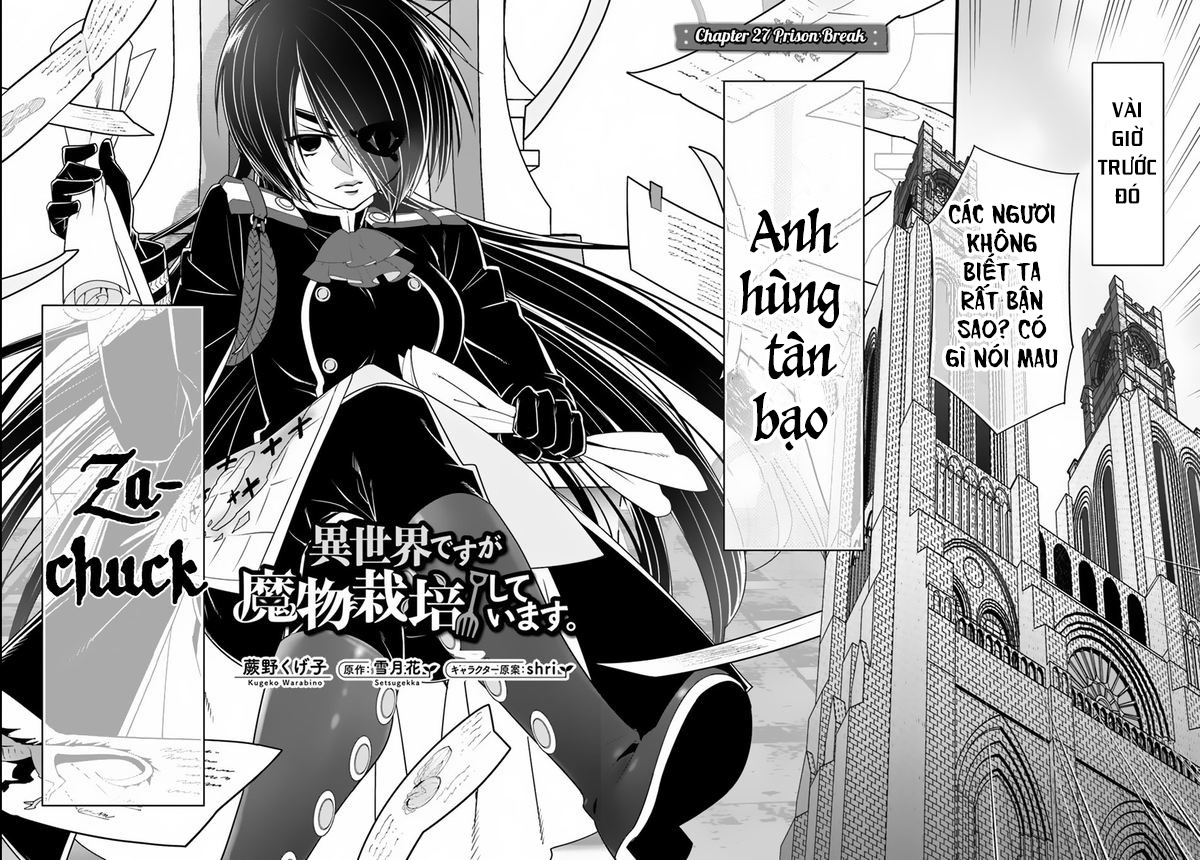 Chapter 27 Prison Break
VÀI
GIỜ
TRƯỚC
ĐÓ
CÁC NGƯƠI
KHÔNG
BIẾT TA
RẤT BẬN
SAO? CÓ
GÌ NÓI MAU
Anh
hùng
tàn
bạo
Za-
chuck
異世界ですが
魔物栽培して
います。
蕨野くげ子 原作:雪月花 キャラクター原案:shri
Kugeko Warabino Setsugekka